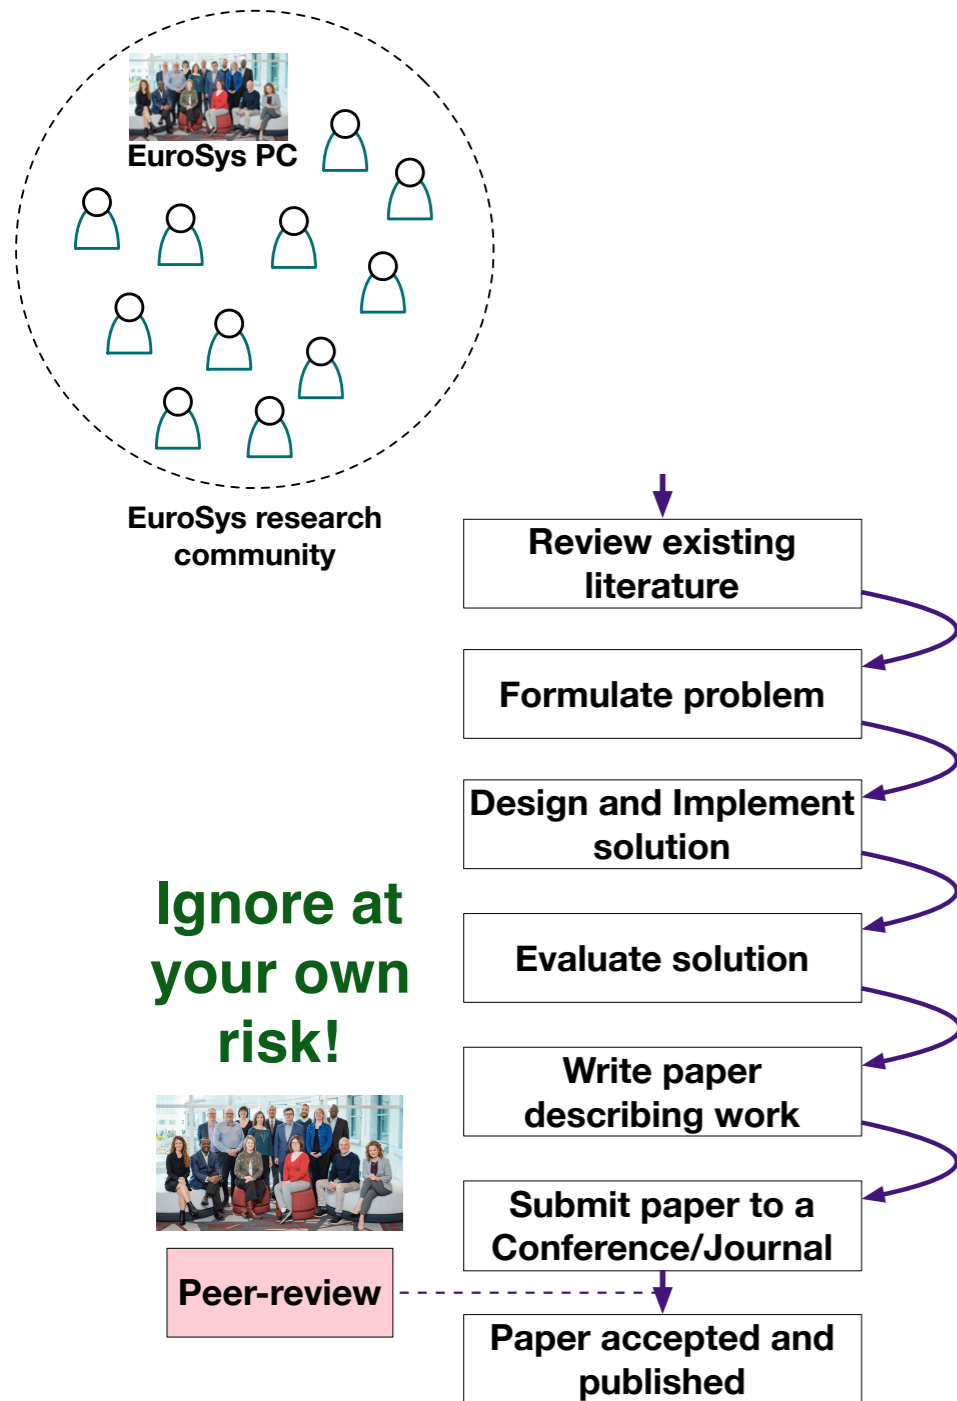 EuroSys PC
EuroSys research
community
Review existing
literature
Formulate problem
Design and Implement
solution
Evaluate solution
Ignore at
your own
risk!
Write paper
describing work
Submit paper to a
Conference/Journal
Peer-review
Paper accepted and
published